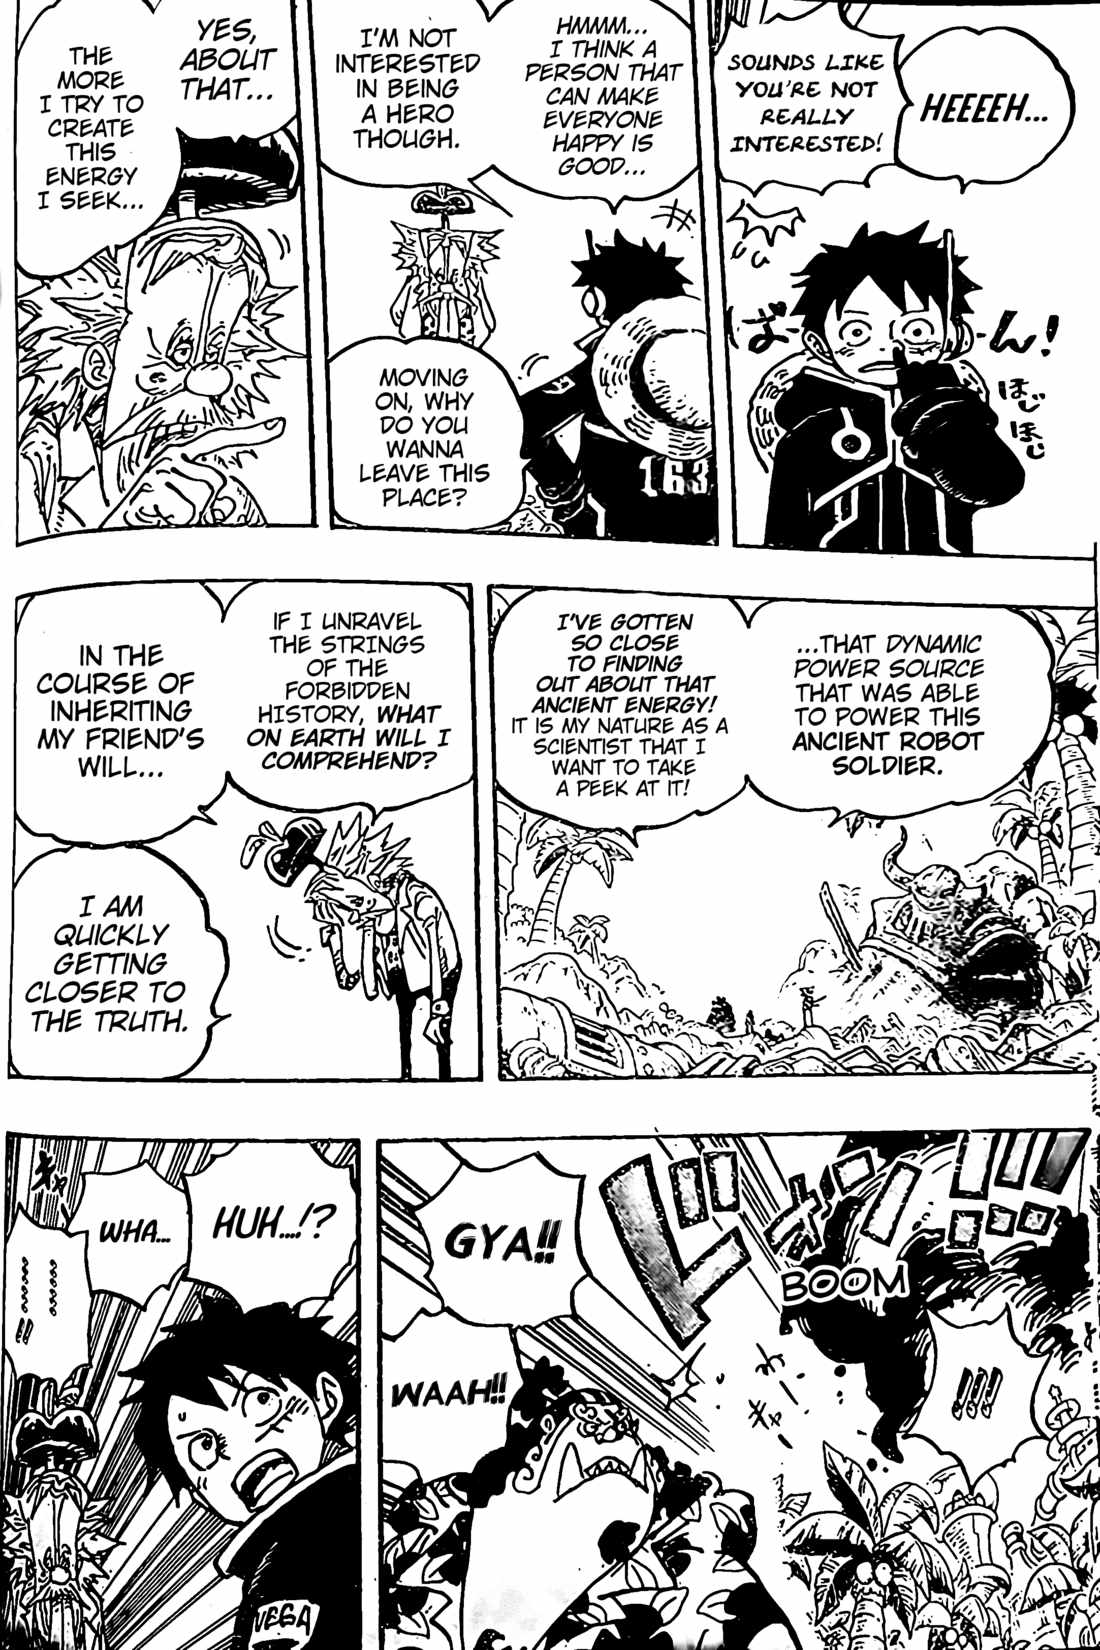 HEEEEH...
SOUNDS LIKE
YOU'RE NOT
REALLY
INTERESTED!
ば
ーん!
ほじ
ほじ
HMMM...
I THINK A
PERSON THAT
CAN MAKE
EVERYONE
HAPPY IS
GOOD...
I'M NOT
INTERESTED
IN BEING
A HERO
THOUGH.
163
MOVING
ON, WHY
DO YOU
WANNA
LEAVE THIS
PLACE?
YES,
ABOUT
THAT...
THE
MORE
I TRY TO
CREATE
THIS
ENERGY
I SEEK...
...THAT DYNAMIC
POWER SOURCE
THAT WAS ABLE
TO POWER THIS
ANCIENT ROBOT
SOLDIER.
I'VE GOTTEN
SO CLOSE
TO FINDING
OUT ABOUT THAT
ANCIENT ENERGY!
IT IS MY NATURE AS A
SCIENTIST THAT I
WANT TO TAKE
A PEEK AT IT!
IF I UNRAVEL
THE STRINGS
OF THE
FORBIDDEN
HISTORY, WHAT
ON EARTH WILL I
COMPREHEND?
IN THE
COURSE OF
INHERITING
MY FRIEND'S
WILL...
I AM
QUICKLY
GETTING
CLOSER TO
THE TRUTH.
ドガァン!!!
BOOM
!!!!
GYA!!
WAAH!!
HUH...!?
WHA...
...... ......!!
VEGA